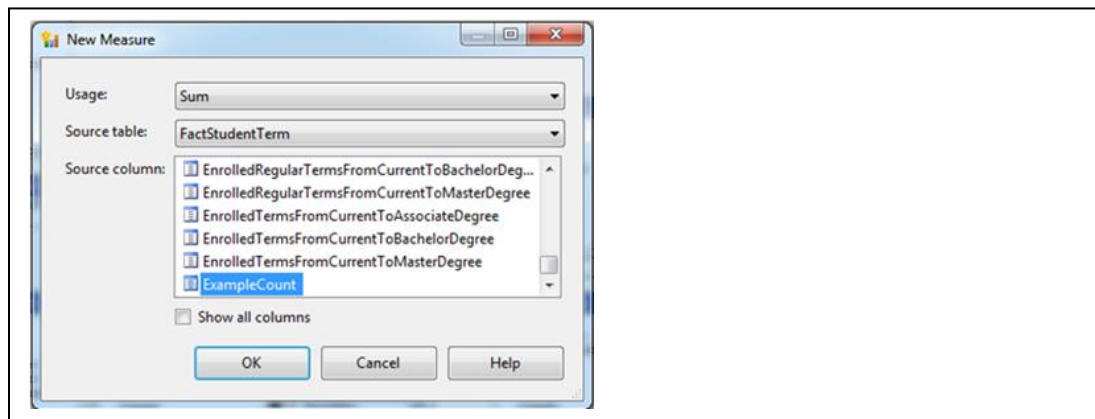 New Measure
Usage: Sum
Source table: FactStudentTerm
Source column: EnrolledRegularTermsFromCurrentToBachelorDeg...
EnrolledRegularTermsFromCurrentToMasterDegree
EnrolledTermsFromCurrentToAssociateDegree
EnrolledTermsFromCurrentToBachelorDegree
EnrolledTermsFromCurrentToMasterDegree
ExampleCount
Show all columns
OK Cancel Help